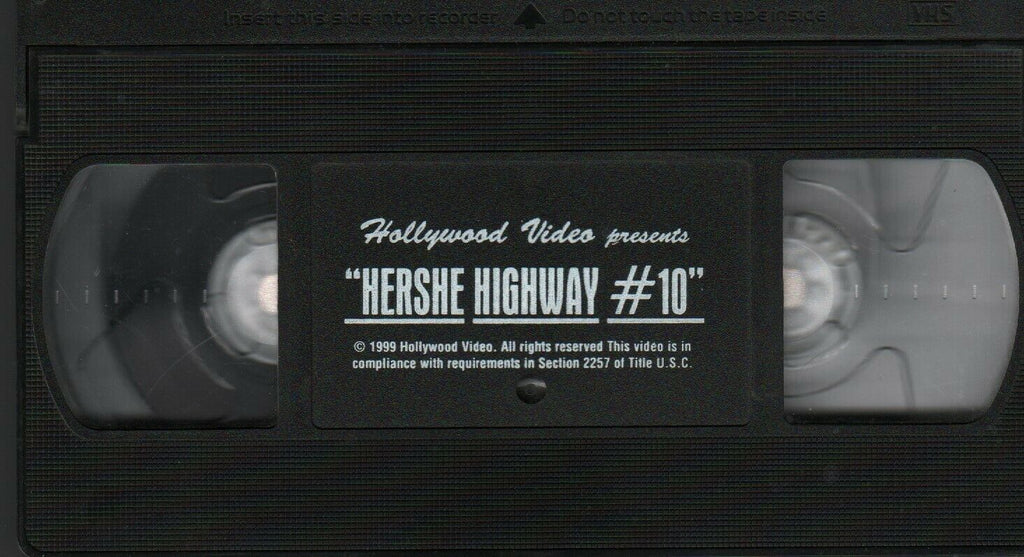 Insert this side into recorder ▲ Do not touch the tape inside VHS
Hollywood Video presents
“HERSHE HIGHWAY #10”
© 1999 Hollywood Video. All rights reserved This video is in
compliance with requirements in Section 2257 of Title U.S.C.